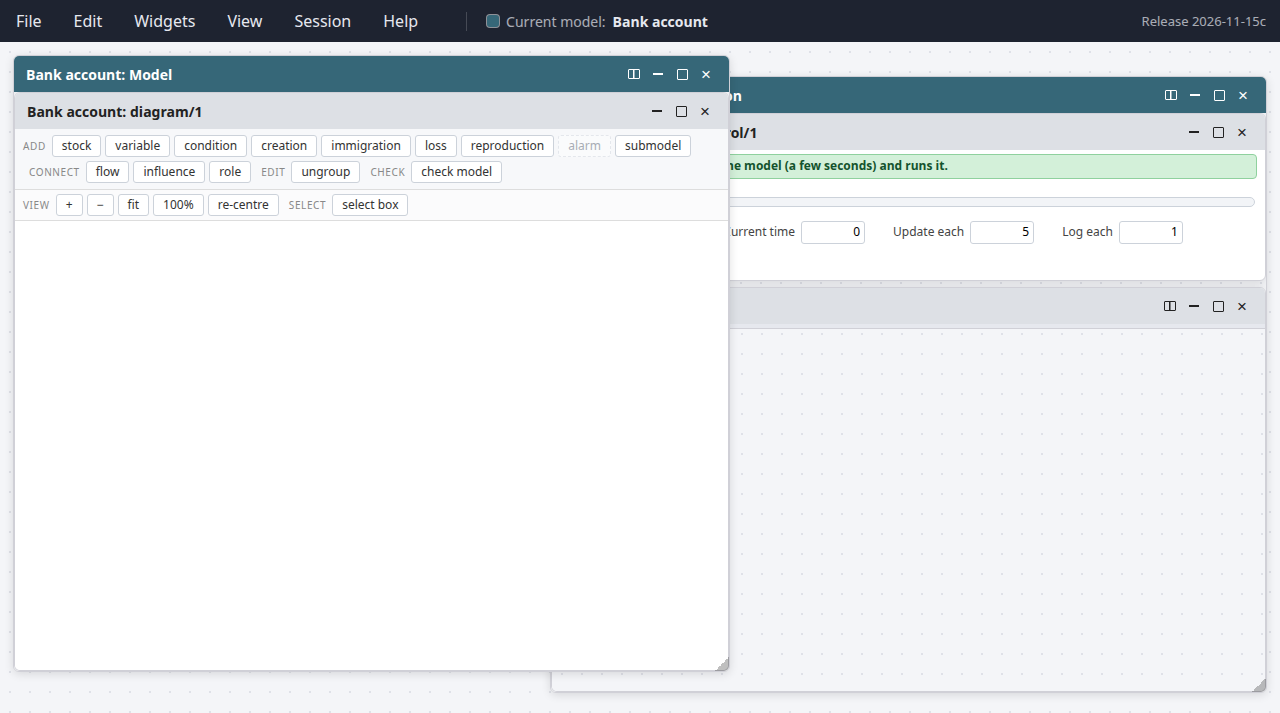 File Edit Widgets View Session Help Current model: Bank account Release 2026-11-15c
Bank account: Model
on
Bank account: diagram/1
ol/1
ADD stock variable condition creation immigration loss reproduction alarm submodel
CONNECT flow influence role EDIT ungroup CHECK check model
VIEW + − fit 100% re-centre SELECT select box
he model (a few seconds) and runs it.
urrent time 0 Update each 5 Log each 1